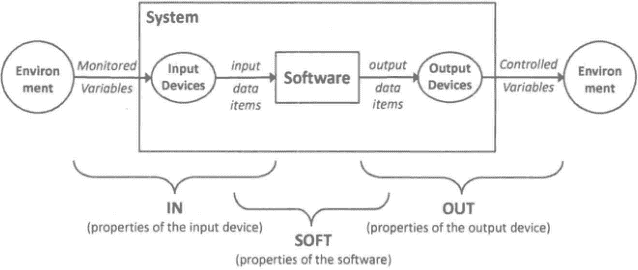 System
Environ
ment
Monitored
Variables
Input
Devices
input
data
items
Software
output
data
items
Output
Devices
Controlled
Variables
Environ
ment
IN
(properties of the input device)
OUT
(properties of the output device)
SOFT
(properties of the software)